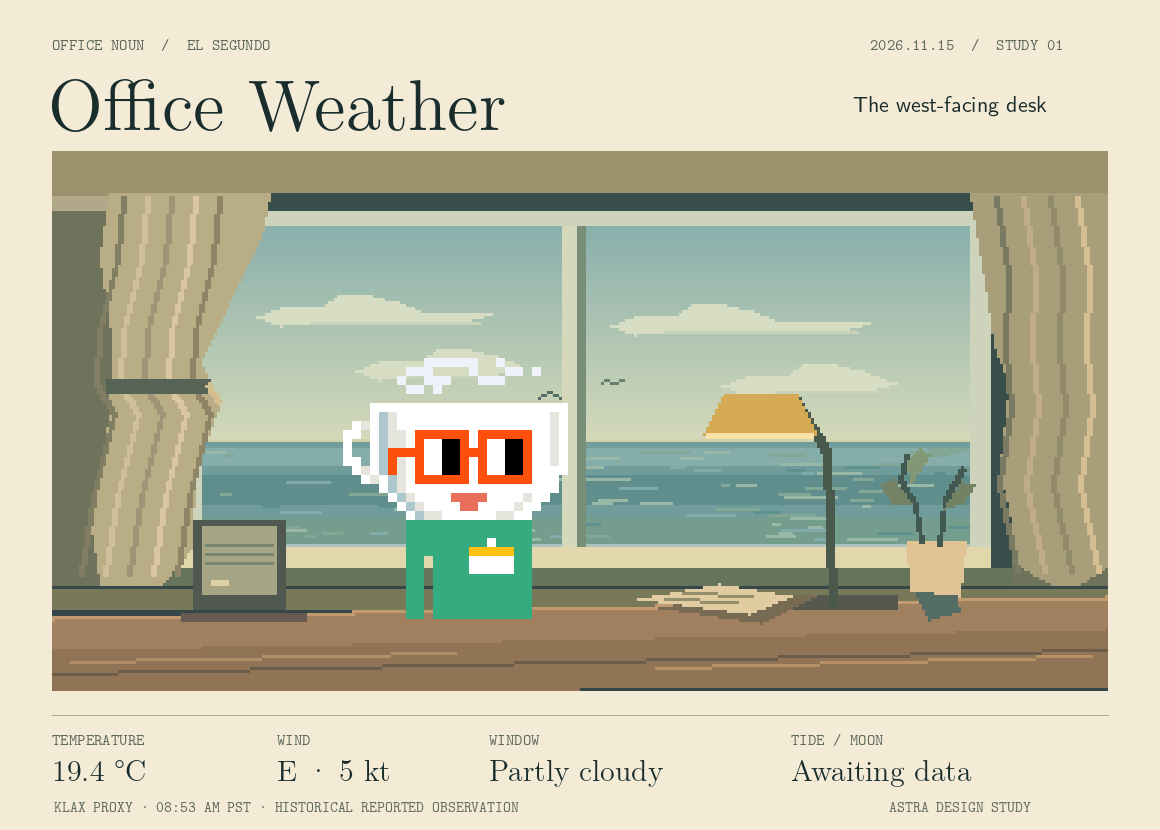 OFFICE NOUN / EL SEGUNDO
2026.11.15 / STUDY 01
Office Weather
The west-facing desk
TEMPERATURE
19.4 °C
WIND
E · 5 kt
WINDOW
Partly cloudy
TIDE / MOON
Awaiting data
KLAX PROXY · 08:53 AM PST · HISTORICAL REPORTED OBSERVATION
ASTRA DESIGN STUDY